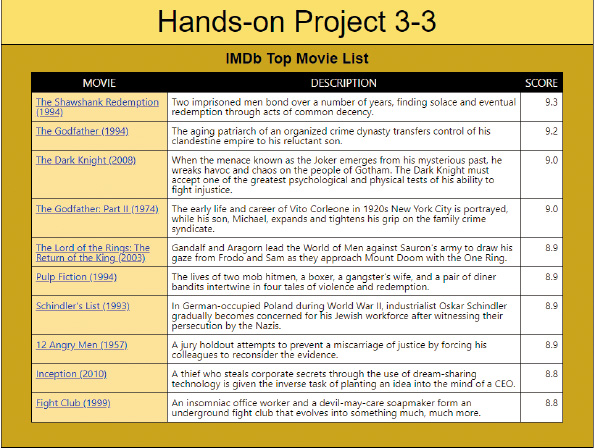 Hands-on Project 3-3
IMDb Top Movie List
MOVIE DESCRIPTION SCORE
The Shawshank Redemption Two imprisoned men bond over a number of years, finding solace and eventual 9.3
(1994) redemption through acts of common decency.
The Godfather (1994) The aging patriarch of an organized crime dynasty transfers control of his 9.2
clandestine empire to his reluctant son.
The Dark Knight (2008) When the menace known as the Joker emerges from his mysterious past, he 9.0
wreaks havoc and chaos on the people of Gotham. The Dark Knight must
accept one of the greatest psychological and physical tests of his ability to
fight injustice.
The Godfather: Part II (1974) The early life and career of Vito Corleone in 1920s New York City is portrayed, 9.0
while his son, Michael, expands and tightens his grip on the family crime
syndicate.
The Lord of the Rings: The Gandalf and Aragorn lead the World of Men against Sauron's army to draw his 8.9
Return of the King (2003) gaze from Frodo and Sam as they approach Mount Doom with the One Ring.
Pulp Fiction (1994) The lives of two mob hitmen, a boxer, a gangster's wife, and a pair of diner 8.9
bandits intertwine in four tales of violence and redemption.
Schindler's List (1993) In German-occupied Poland during World War II, industrialist Oskar Schindler 8.9
gradually becomes concerned for his Jewish workforce after witnessing their
persecution by the Nazis.
12 Angry Men (1957) A jury holdout attempts to prevent a miscarriage of justice by forcing his 8.9
colleagues to reconsider the evidence.
Inception (2010) A thief who steals corporate secrets through the use of dream-sharing 8.8
technology is given the inverse task of planting an idea into the mind of a CEO.
Fight Club (1999) An insomniac office worker and a devil-may-care soapmaker form an 8.8
underground fight club that evolves into something much, much more.